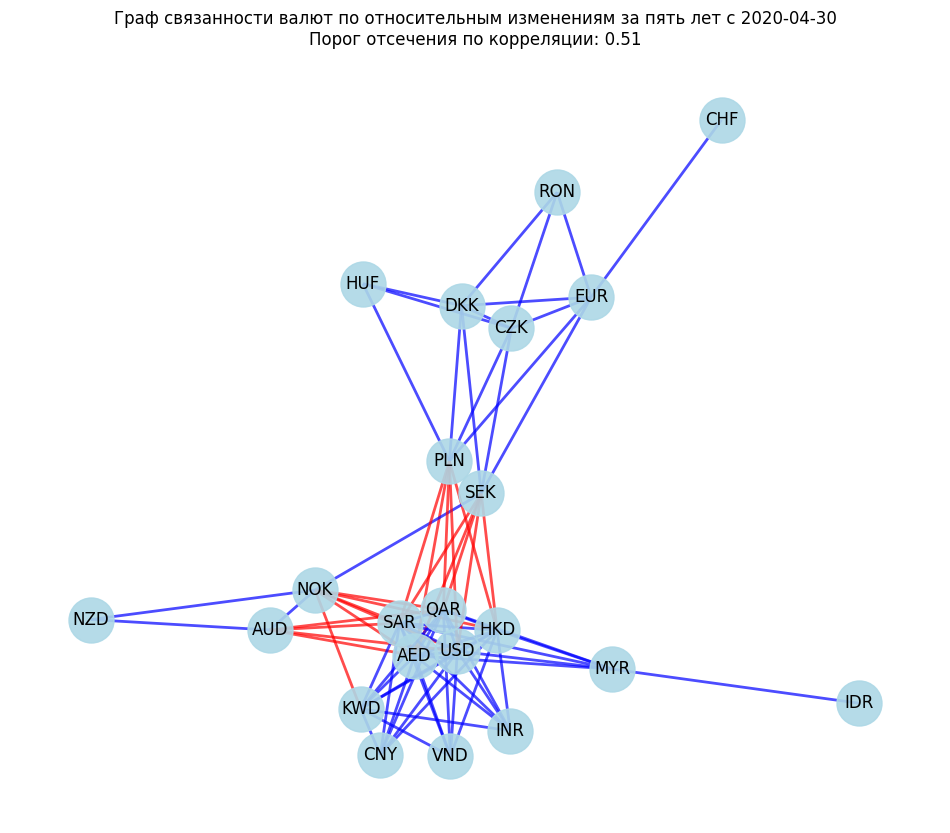 Граф связанности валют по относительным изменениям за пять лет с 2020-04-30
Порог отсечения по корреляции: 0.51
CHF
RON
HUF
EUR
DKK
CZK
PLN
SEK
NOK
QAR
NZD
SAR
AUD
HKD
USD
AED
MYR
IDR
KWD
INR
CNY
VND